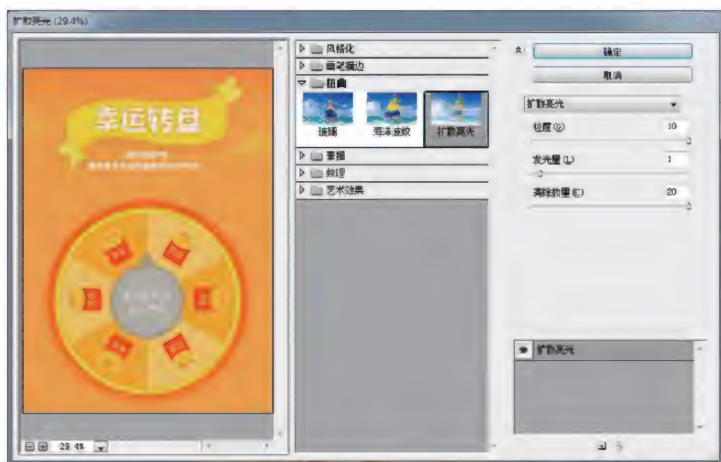 扩散亮光 (29.4%)
幸运转盘
29.4%
风格化
画笔描边
扭曲
玻璃
海洋波纹
扩散亮光
素描
纹理
艺术效果
确定
取消
扩散亮光
粒度(G)
10
发光量(L)
1
清除数量(C)
20
扩散亮光